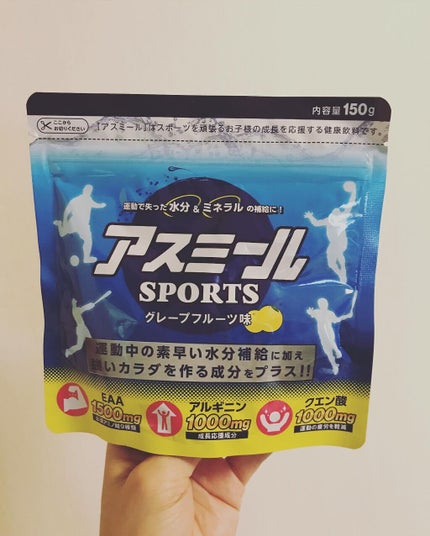 内容量 150g
ここから
お切りください
【アスミール】はスポーツを頑張るお子様の成長を応援する健康飲料です。
運動で失った 水分 & ミネラル の補給に!
アスミール
SPORTS
グレープフルーツ味
運動中の素早い水分補給に加え
強いカラダを作る成分をプラス!!
EAA
1500mg
アルギニン
1000mg
成長応援成分
クエン酸
1000mg
運動の疲労を軽減